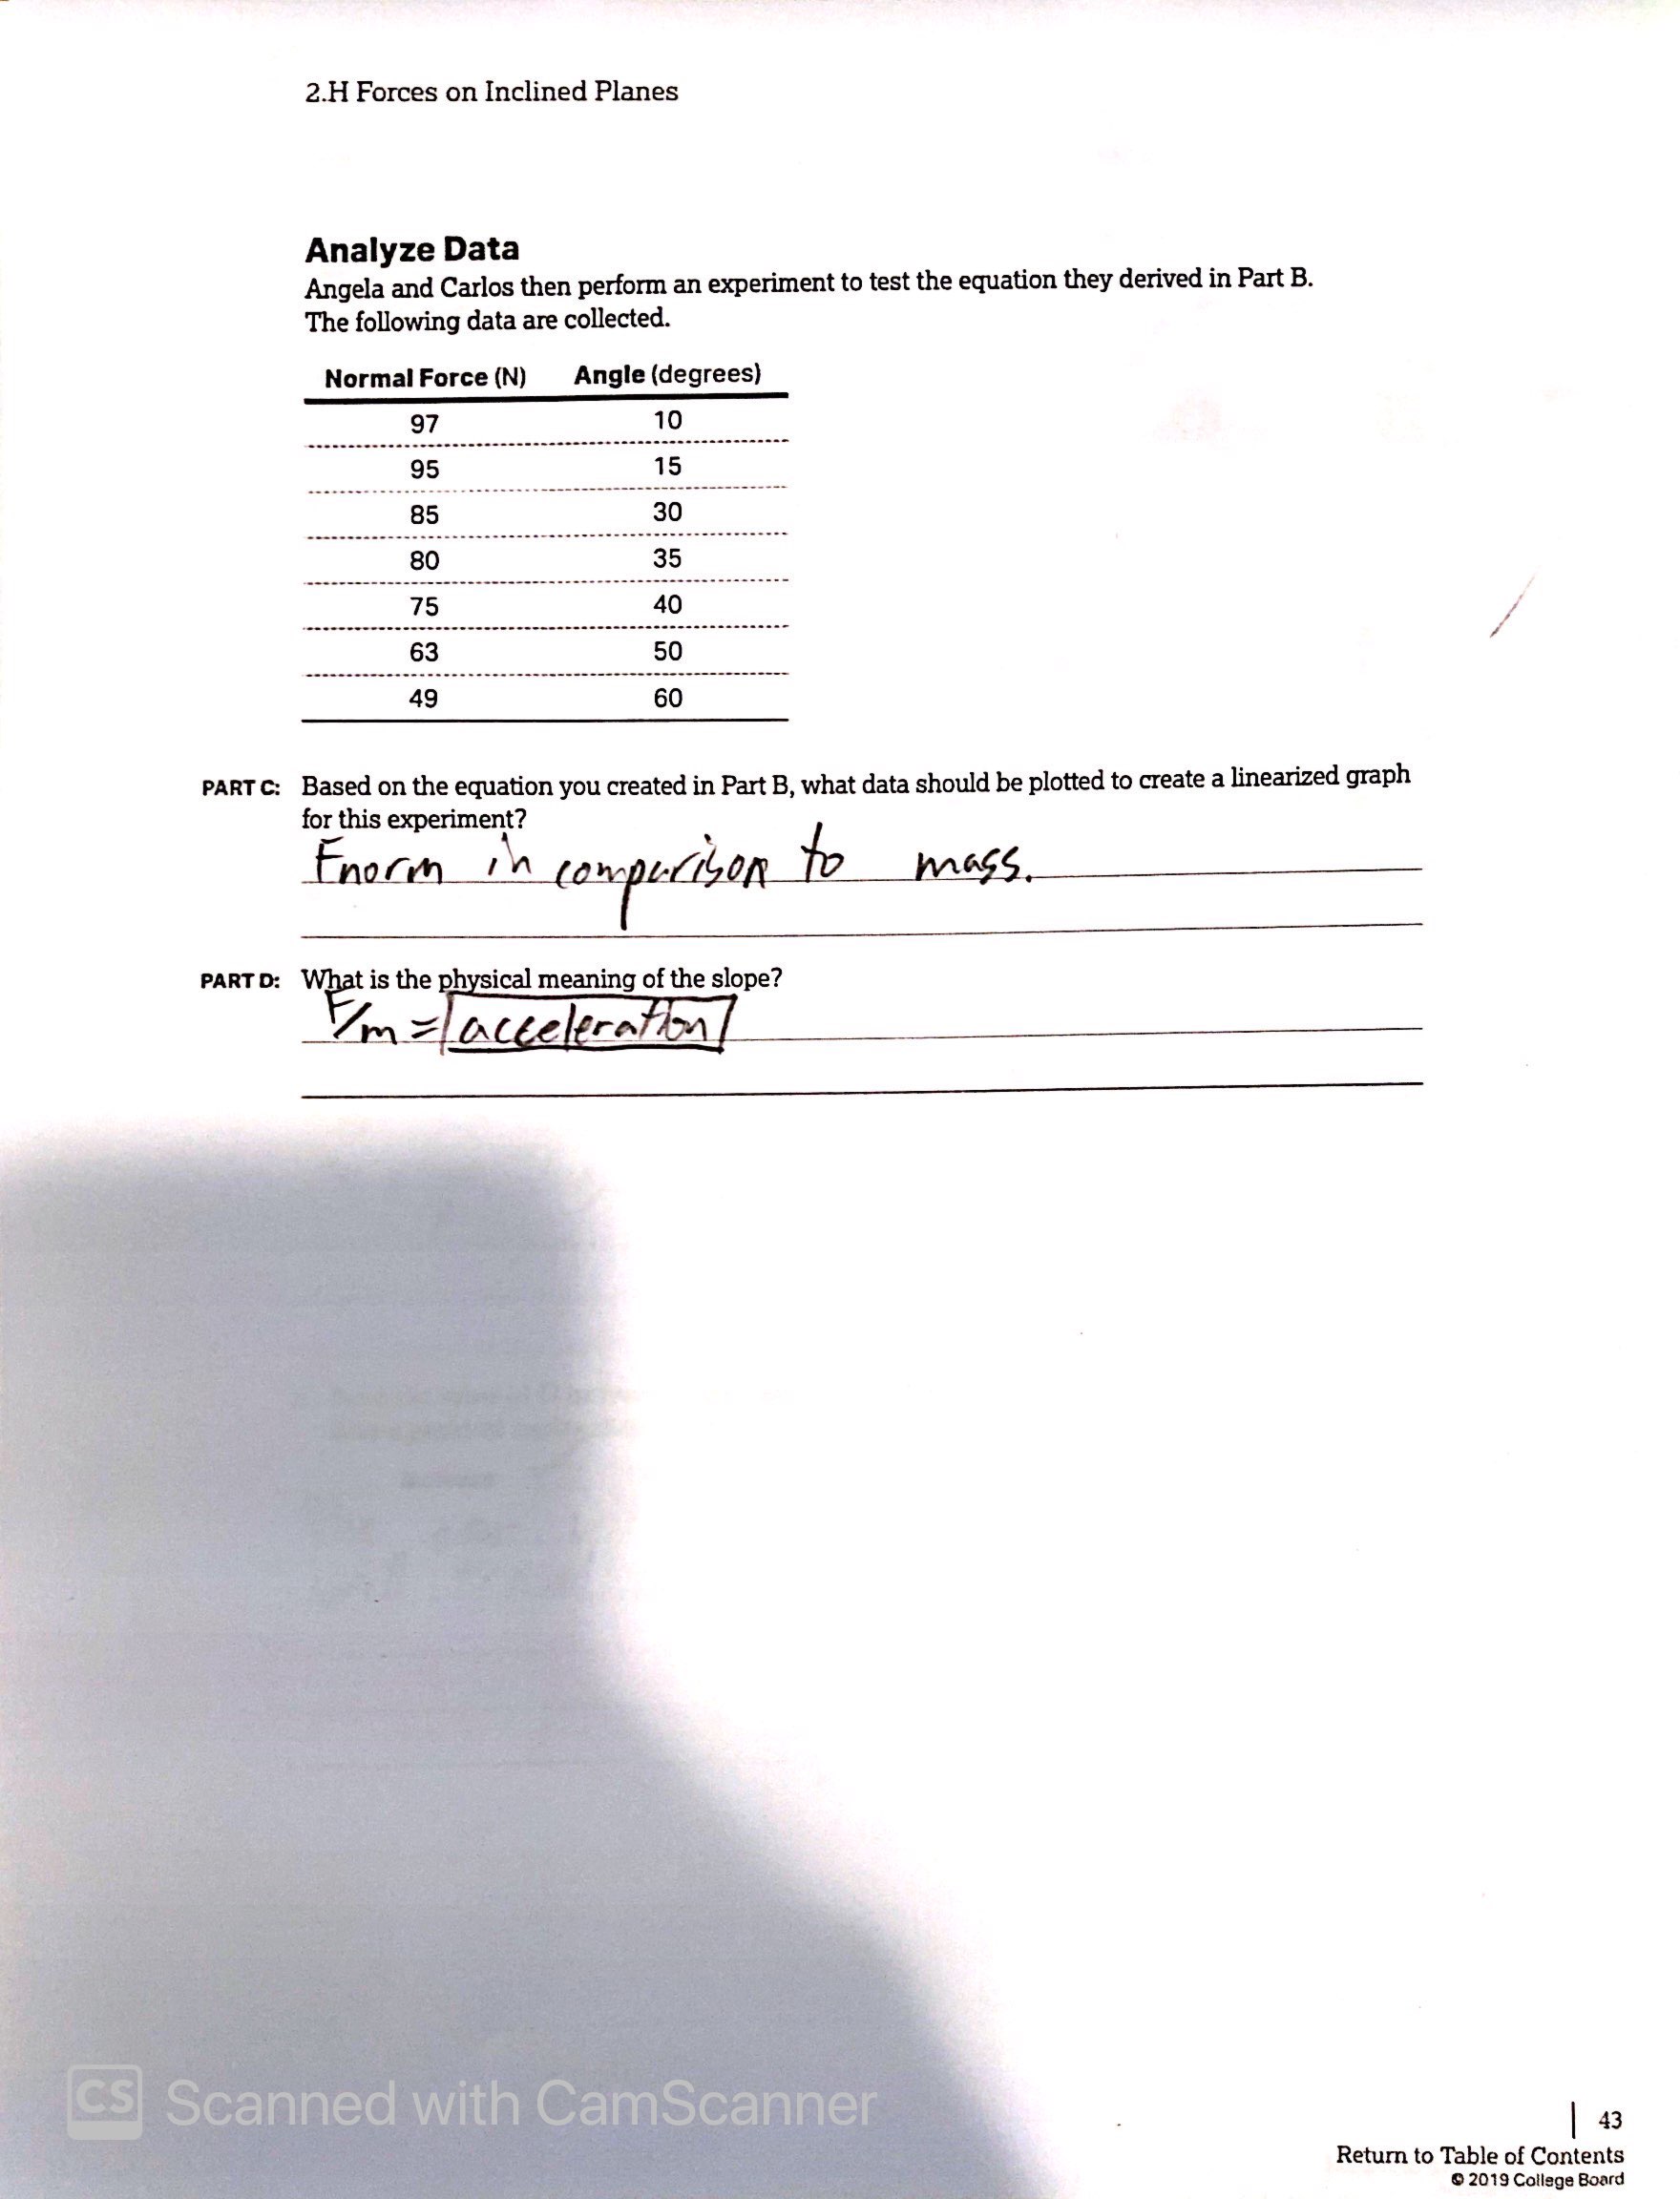 2.H Forces on Inclined Planes
Analyze Data
Angela and Carlos then perform an experiment to test the equation they derived in Part B.
The following data are collected.
Normal Force (N) Angle (degrees)
97 10
95 15
85 30
80 35
75 40
63 50
49 60
PART C: Based on the equation you created in Part B, what data should be plotted to create a linearized graph
for this experiment?
Fnorm in comparison to mass.
PART D: What is the physical meaning of the slope?
F/m = acceleration
CS Scanned with CamScanner
43
Return to Table of Contents
© 2019 College Board